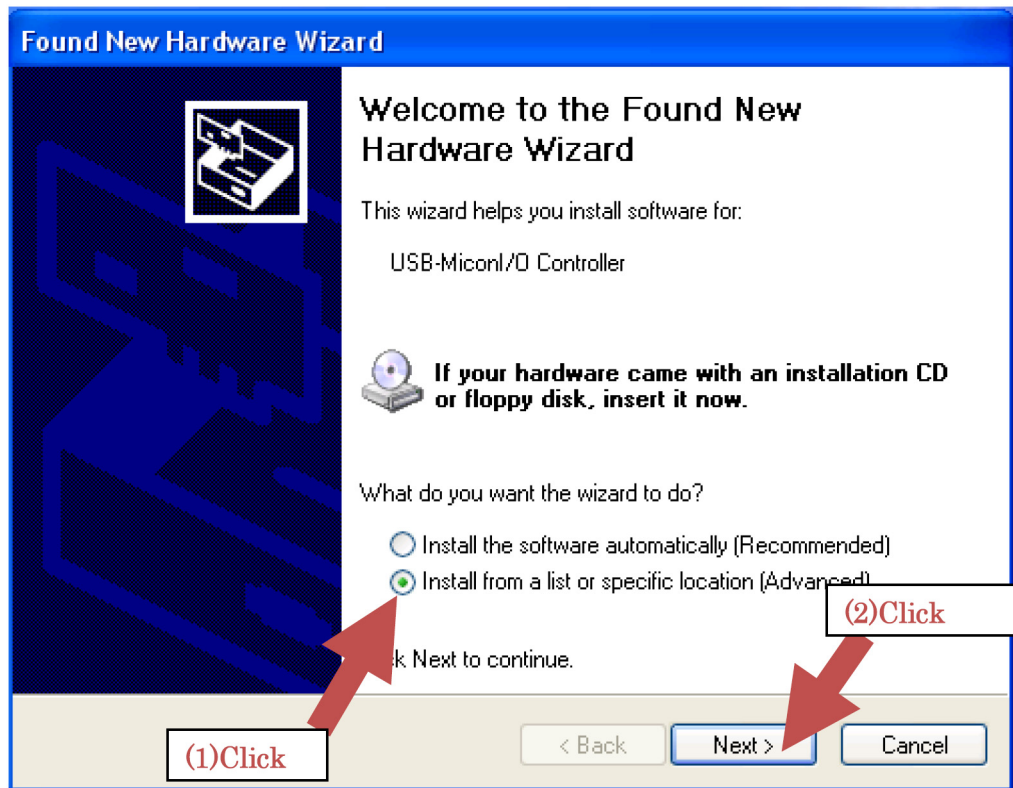 Found New Hardware Wizard
Welcome to the Found New
Hardware Wizard
This wizard helps you install software for:
USB-MiconI/O Controller
If your hardware came with an installation CD
or floppy disk, insert it now.
What do you want the wizard to do?
Install the software automatically (Recommended)
Install from a list or specific location (Advanced)
(2)Click
k Next to continue.
(1)Click
< Back
Next >
Cancel